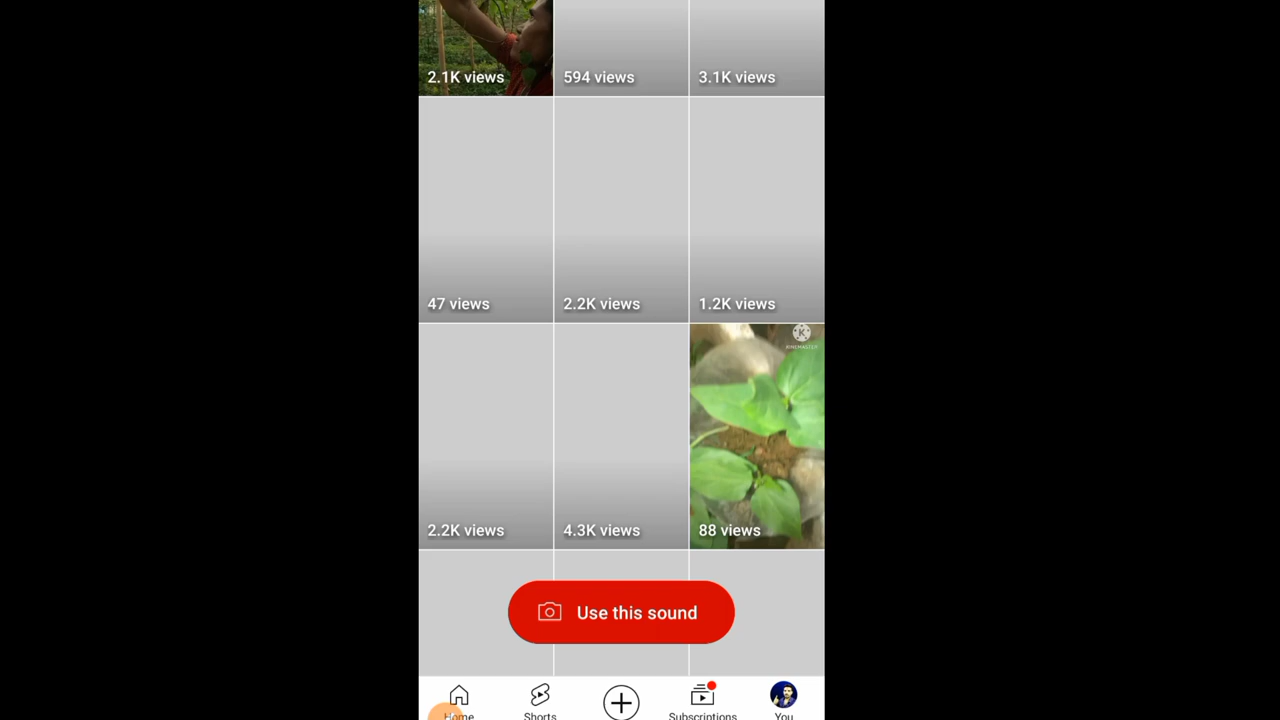 2.1K views
594 views
3.1K views
47 views
2.2K views
1.2K views
KINEMASTER
2.2K views
4.3K views
88 views
Use this sound
Home
Shorts
Subscriptions
You